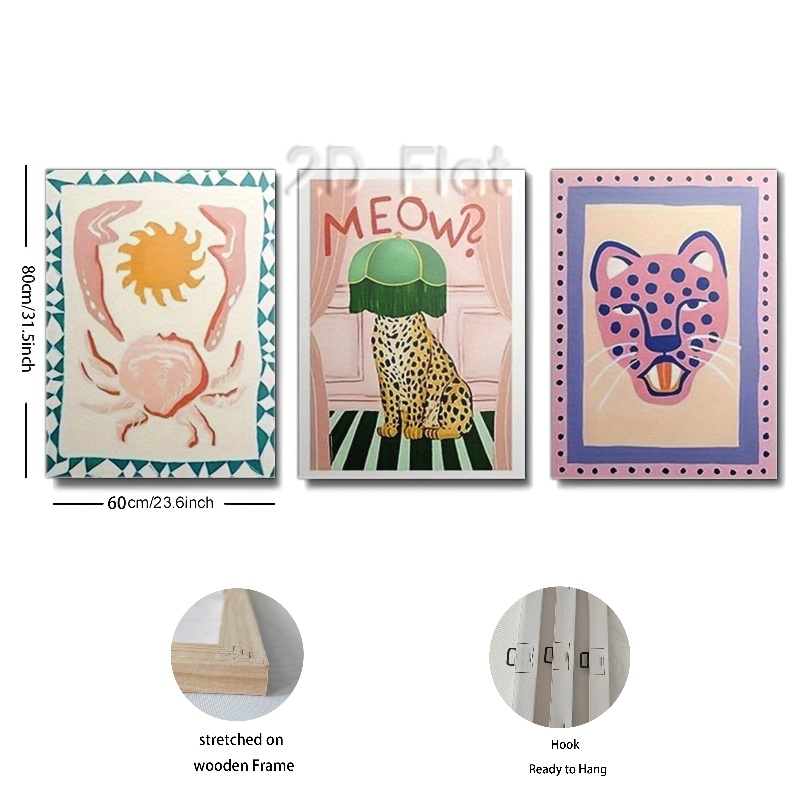 2D Flat
MEOW?
80cm/31.5inch
60cm/23.6inch
stretched on
wooden Frame
Hook
Ready to Hang